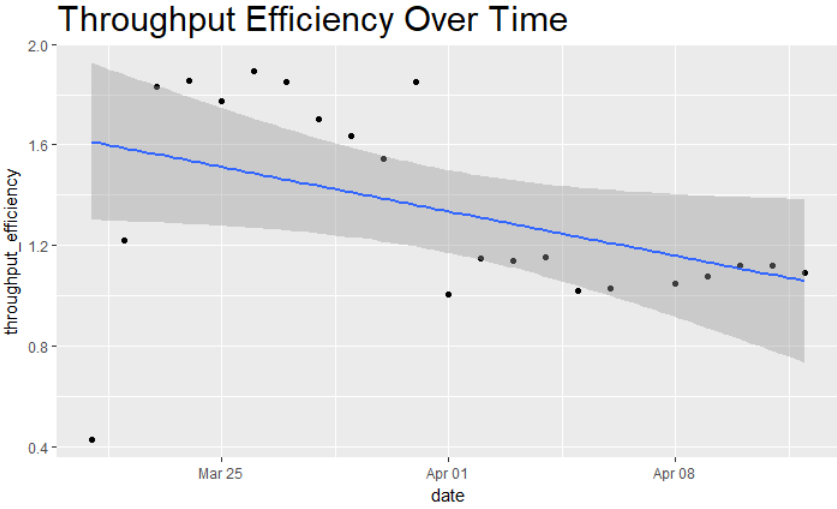 Throughput Efficiency Over Time
throughput_efficiency
2.0
1.6
1.2
0.8
0.4
Mar 25
Apr 01
Apr 08
date